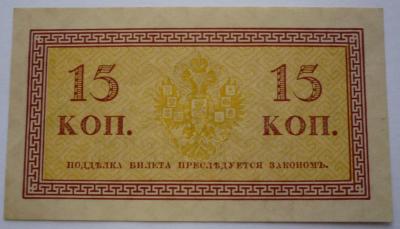 15 15
КОП. КОП.
ПОДДѢЛКА БИЛЕТА ПРЕСЛѢДУЕТСЯ ЗАКОНОМЪ.